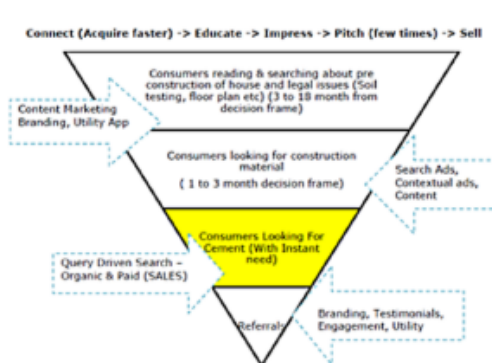 Connect (Acquire faster) -> Educate -> Impress -> Pitch (few times) -> Sell
Consumers reading & searching about pre
construction of house and legal issues (Soil
testing, floor plan etc) (3 to 18 month from
decision frame)
Content Marketing
Branding, Utility App
Consumers looking for construction
material
( 1 to 3 month decision frame)
Search Ads,
Contextual ads,
Content
Consumers Looking For
Cement (With Instant
need)
Query Driven Search –
Organic & Paid (SALES)
Referrals
Branding, Testimonials,
Engagement, Utility